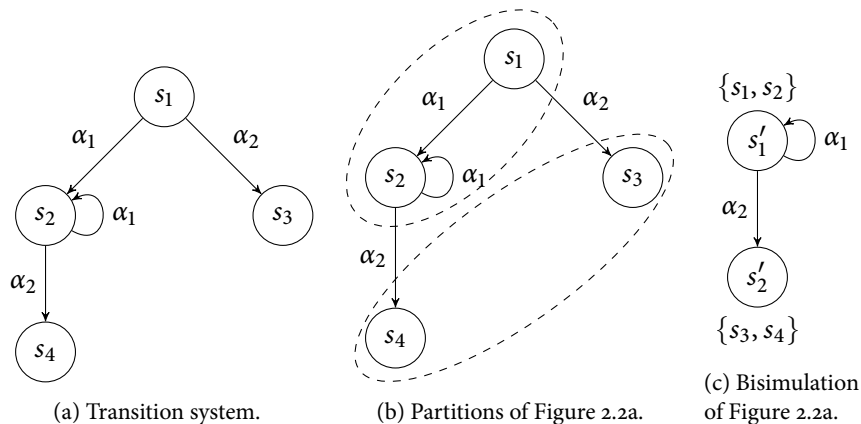 s₁
α₁
α₂
s₂
α₁
s₃
α₂
s₄
(a) Transition system.
s₁
α₁
α₂
s₂
α₁
s₃
α₂
s₄
(b) Partitions of Figure 2.2a.
{s₁, s₂}
s′₁
α₁
α₂
s′₂
{s₃, s₄}
(c) Bisimulation
of Figure 2.2a.